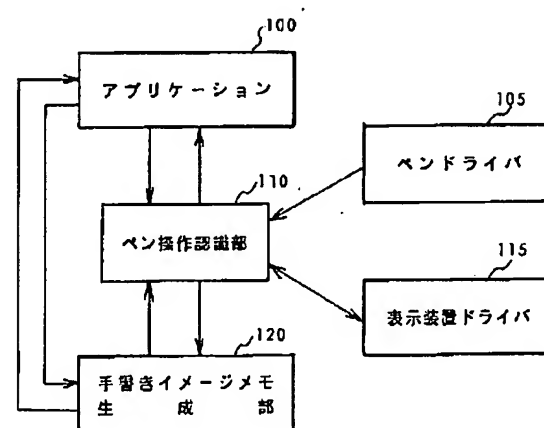 100
アプリケーション
105
ペンドライバ
110
ペン操作認識部
115
表示装置ドライバ
120
手書きイメージメモ
生成部